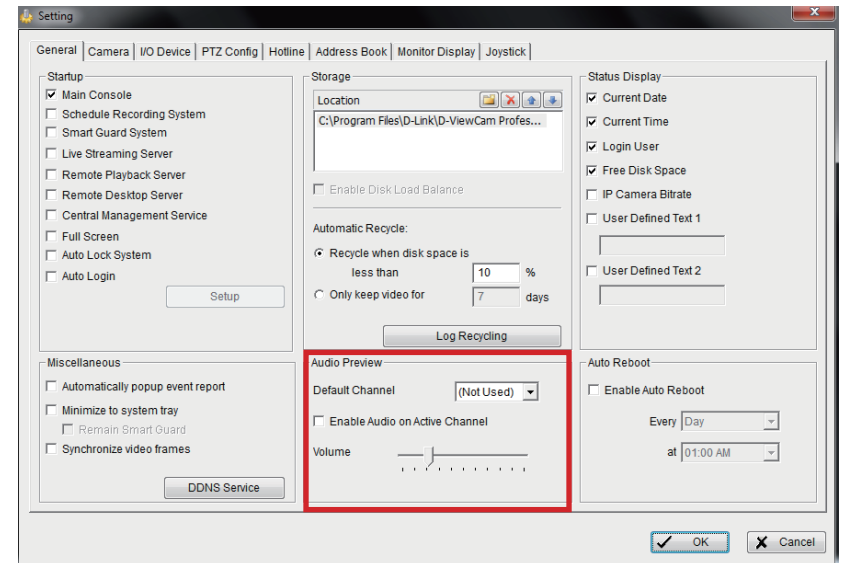 Setting
General Camera I/O Device PTZ Config Hotline Address Book Monitor Display Joystick
Startup
Main Console
Schedule Recording System
Smart Guard System
Live Streaming Server
Remote Playback Server
Remote Desktop Server
Central Management Service
Full Screen
Auto Lock System
Auto Login
Setup
Storage
Location
C:\Program Files\D-Link\D-ViewCam Profes...
Enable Disk Load Balance
Automatic Recycle:
Recycle when disk space is
less than 10 %
Only keep video for 7 days
Log Recycling
Status Display
Current Date
Current Time
Login User
Free Disk Space
IP Camera Bitrate
User Defined Text 1
User Defined Text 2
Miscellaneous
Automatically popup event report
Minimize to system tray
Remain Smart Guard
Synchronize video frames
DDNS Service
Audio Preview
Default Channel (Not Used)
Enable Audio on Active Channel
Volume
Auto Reboot
Enable Auto Reboot
Every Day
at 01:00 AM
OK Cancel